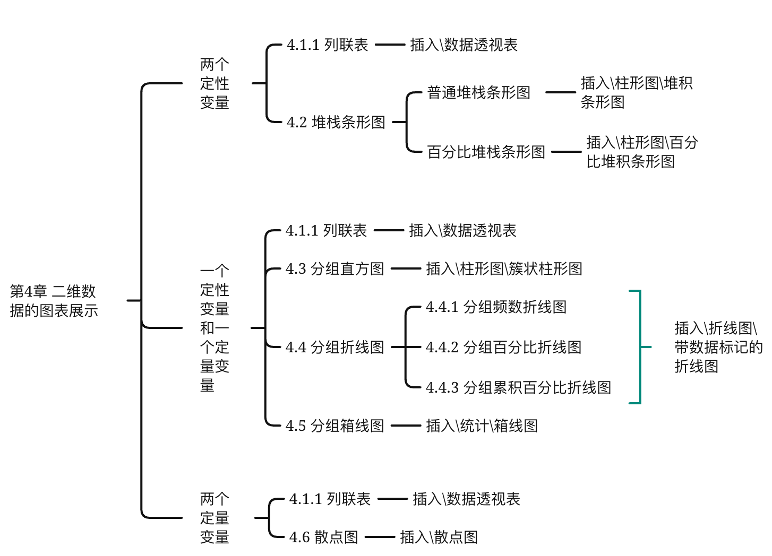 第4章 二维数
据的图表展示
两个
定性
变量
4.1.1 列联表
插入\数据透视表
4.2 堆栈条形图
普通堆栈条形图
插入\柱形图\堆积
条形图
百分比堆栈条形图
插入\柱形图\百分
比堆积条形图
一个
定性
变量
和一
个定
量变
量
4.1.1 列联表
插入\数据透视表
4.3 分组直方图
插入\柱形图\簇状柱形图
4.4 分组折线图
4.4.1 分组频数折线图
4.4.2 分组百分比折线图
4.4.3 分组累积百分比折线图
插入\折线图\
带数据标记的
折线图
4.5 分组箱线图
插入\统计\箱线图
两个
定量
变量
4.1.1 列联表
插入\数据透视表
4.6 散点图
插入\散点图